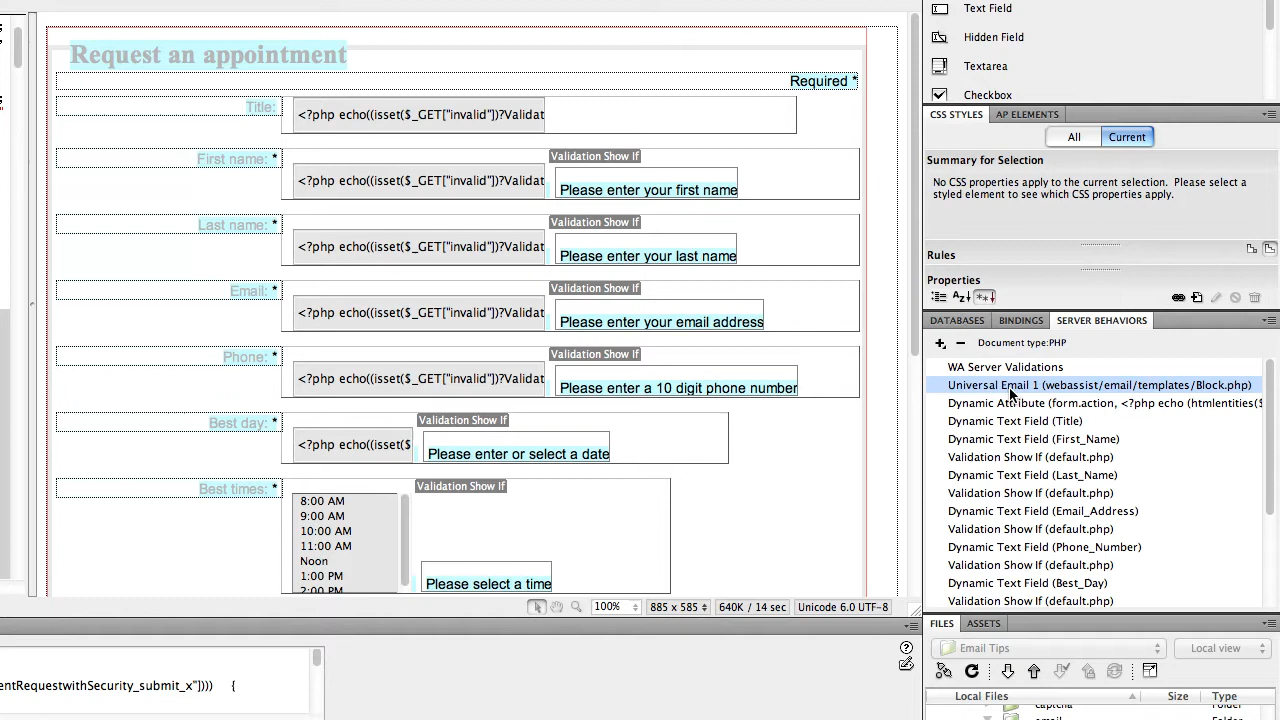 Request an appointment
Required *
Title:
<?php echo((isset($_GET["invalid"])?Validat
First name: *
Validation Show If
<?php echo((isset($_GET["invalid"])?Validat
Please enter your first name
Last name: *
Validation Show If
<?php echo((isset($_GET["invalid"])?Validat
Please enter your last name
Email: *
Validation Show If
<?php echo((isset($_GET["invalid"])?Validat
Please enter your email address
Phone: *
Validation Show If
<?php echo((isset($_GET["invalid"])?Validat
Please enter a 10 digit phone number
Best day: *
Validation Show If
<?php echo((isset($
Please enter or select a date
Best times: *
Validation Show If
8:00 AM
9:00 AM
10:00 AM
11:00 AM
Noon
1:00 PM
2:00 PM
Please select a time
100%
885 x 585
640K / 14 sec
Unicode 6.0 UTF-8
entRequestwithSecurity_submit_x"]))) {
Text Field
Hidden Field
Textarea
Checkbox
CSS STYLES
AP ELEMENTS
All
Current
Summary for Selection
No CSS properties apply to the current selection. Please select a
styled element to see which CSS properties apply.
Rules
Properties
DATABASES
BINDINGS
SERVER BEHAVIORS
Document type:PHP
WA Server Validations
Universal Email 1 (webassist/email/templates/Block.php)
Dynamic Attribute (form.action, <?php echo (htmlentities($
Dynamic Text Field (Title)
Dynamic Text Field (First_Name)
Validation Show If (default.php)
Dynamic Text Field (Last_Name)
Validation Show If (default.php)
Dynamic Text Field (Email_Address)
Validation Show If (default.php)
Dynamic Text Field (Phone_Number)
Validation Show If (default.php)
Dynamic Text Field (Best_Day)
Validation Show If (default.php)
FILES
ASSETS
Email Tips
Local view
Local Files
Size
Type
captcha
Folder
email
Folder